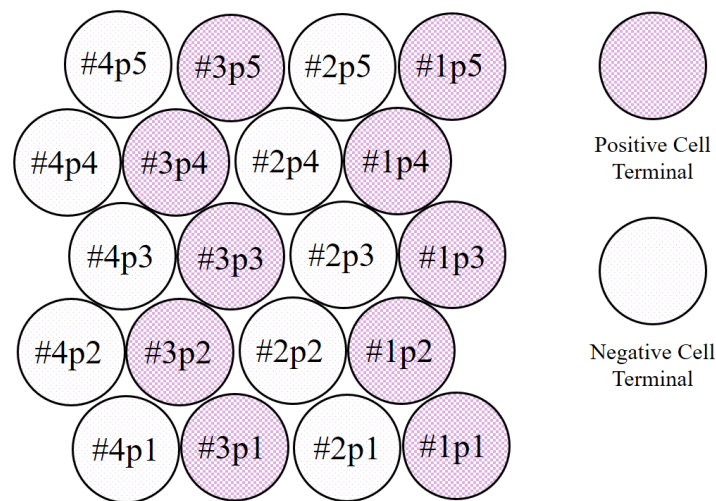 #4p5 #3p5 #2p5 #1p5
#4p4 #3p4 #2p4 #1p4
#4p3 #3p3 #2p3 #1p3
#4p2 #3p2 #2p2 #1p2
#4p1 #3p1 #2p1 #1p1
Positive Cell
Terminal
Negative Cell
Terminal